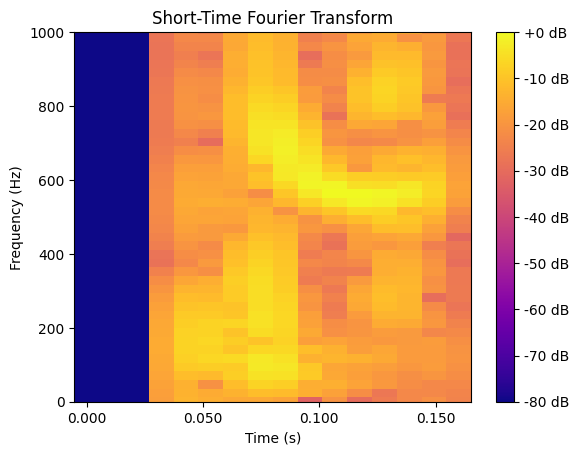 Short-Time Fourier Transform
1000
800
600
400
200
0
Frequency (Hz)
0.000
0.050
0.100
0.150
Time (s)
+0 dB
-10 dB
-20 dB
-30 dB
-40 dB
-50 dB
-60 dB
-70 dB
-80 dB